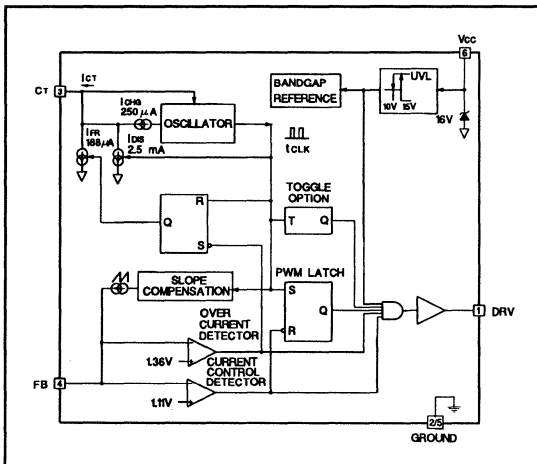 VCC
6
CT
3
ICT
ICHG
250 μA
OSCILLATOR
BANDGAP
REFERENCE
UVL
10V
15V
16V
IFR
188μA
IDIS
2.5 mA
tCLK
TOGGLE
OPTION
T
Q
Q
R
S
PWM LATCH
SLOPE
COMPENSATION
S
Q
R
OVER
CURRENT
DETECTOR
1.36V
CURRENT
CONTROL
DETECTOR
1.11V
FB
4
1
DRV
2/5
GROUND